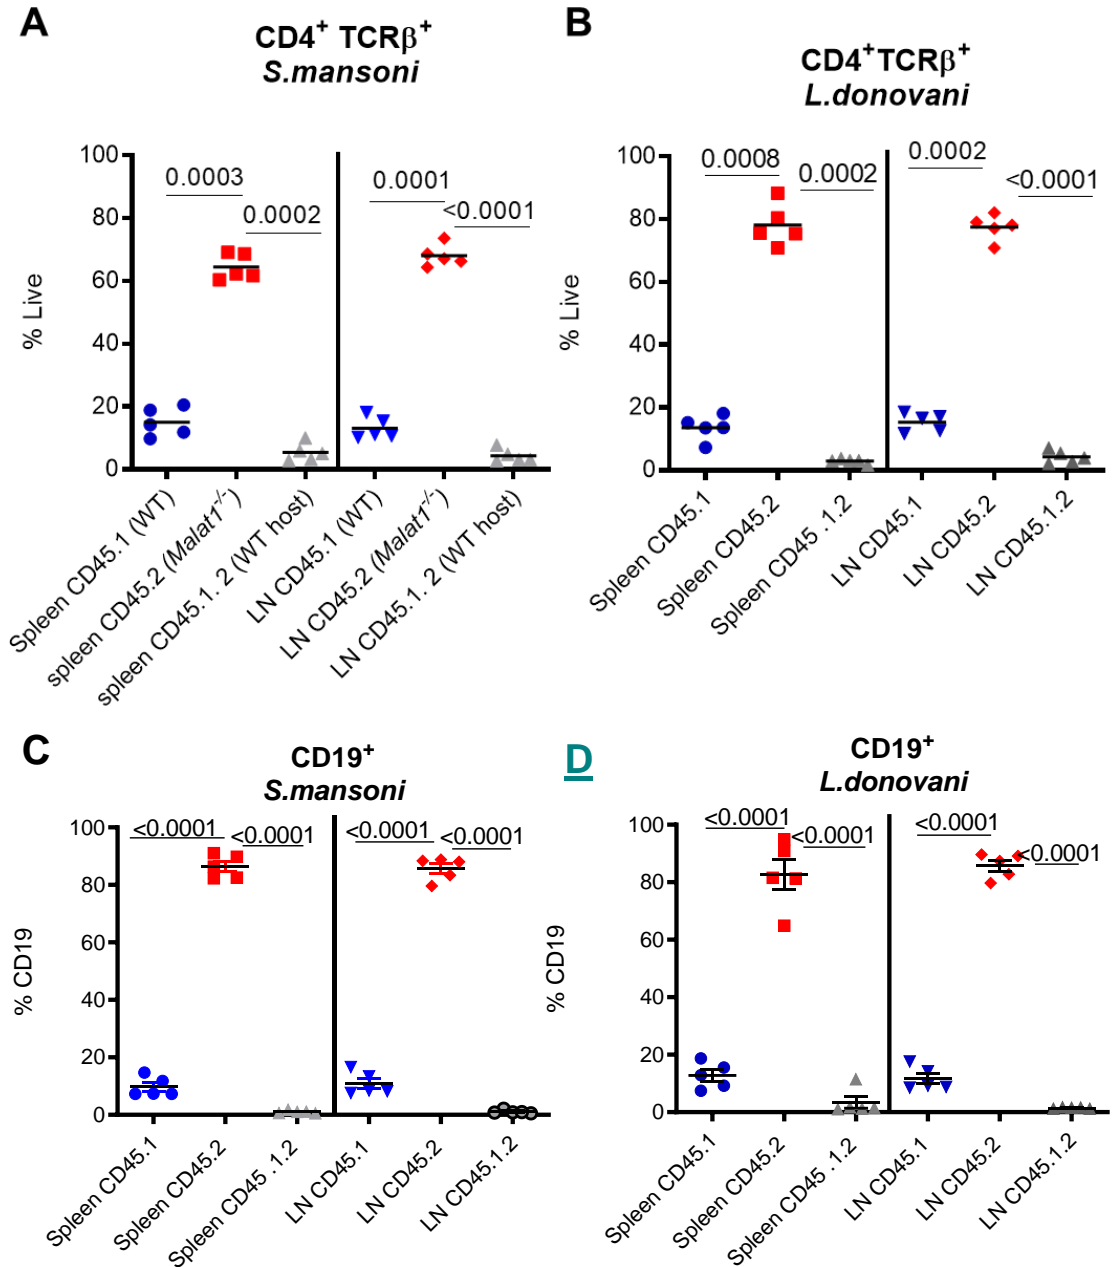 A
CD4+ TCRβ+
S.mansoni
% Live
100
80
60
40
20
0
0.0003
0.0002
0.0001
<0.0001
Spleen CD45.1 (WT)
spleen CD45.2 (Malat1-/-)
spleen CD45.1. 2 (WT host)
LN CD45.1 (WT)
LN CD45.2 (Malat1-/-)
LN CD45.1. 2 (WT host)
B
CD4+TCRβ+
L.donovani
% Live
100
80
60
40
20
0
0.0008
0.0002
0.0002
<0.0001
Spleen CD45.1
Spleen CD45.2
Spleen CD45 .1.2
LN CD45.1
LN CD45.2
LN CD45.1.2
C
CD19+
S.mansoni
% CD19
100
80
60
40
20
0
<0.0001
<0.0001
<0.0001
<0.0001
Spleen CD45.1
Spleen CD45.2
Spleen CD45 .1.2
LN CD45.1
LN CD45.2
LN CD45.1.2
D
CD19+
L.donovani
% CD19
100
80
60
40
20
0
<0.0001
<0.0001
<0.0001
<0.0001
Spleen CD45.1
Spleen CD45.2
Spleen CD45 .1.2
LN CD45.1
LN CD45.2
LN CD45.1.2